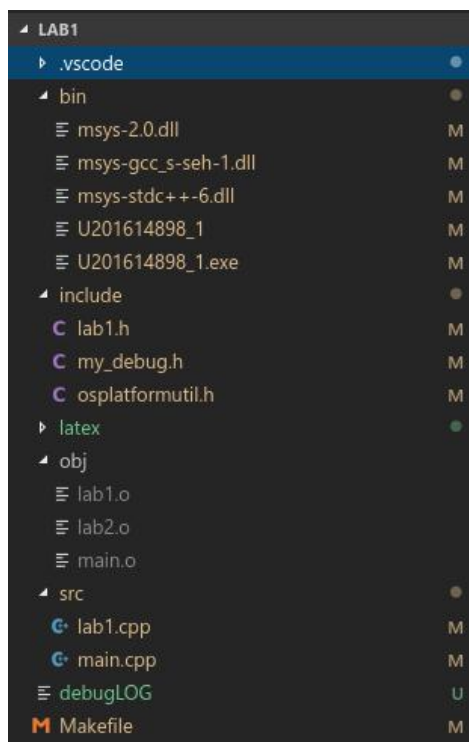 LAB1
.vscode
bin
msys-2.0.dll M
msys-gcc_s-seh-1.dll M
msys-stdc++-6.dll M
U201614898_1 M
U201614898_1.exe M
include
C lab1.h M
C my_debug.h M
C osplatformutil.h M
latex
obj
lab1.o
lab2.o
main.o
src
C+ lab1.cpp M
C+ main.cpp M
debugLOG U
M Makefile M